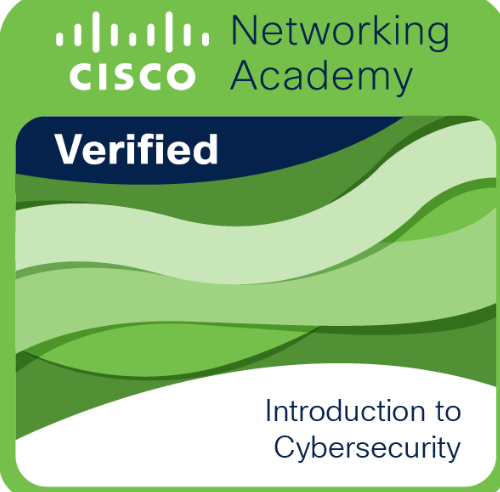 Networking
CISCO Academy
Verified
Introduction to
Cybersecurity